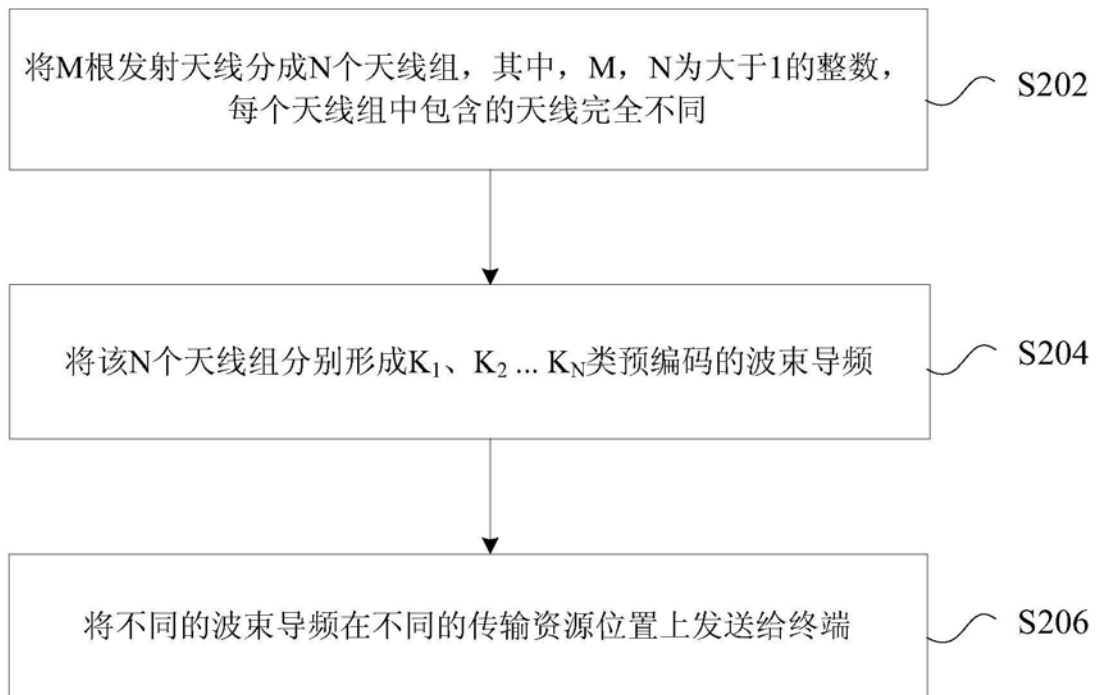 将M根发射天线分成N个天线组，其中，M，N为大于1的整数，
每个天线组中包含的天线完全不同
S202
将该N个天线组分别形成K₁、K₂ ... K_N类预编码的波束导频
S204
将不同的波束导频在不同的传输资源位置上发送给终端
S206